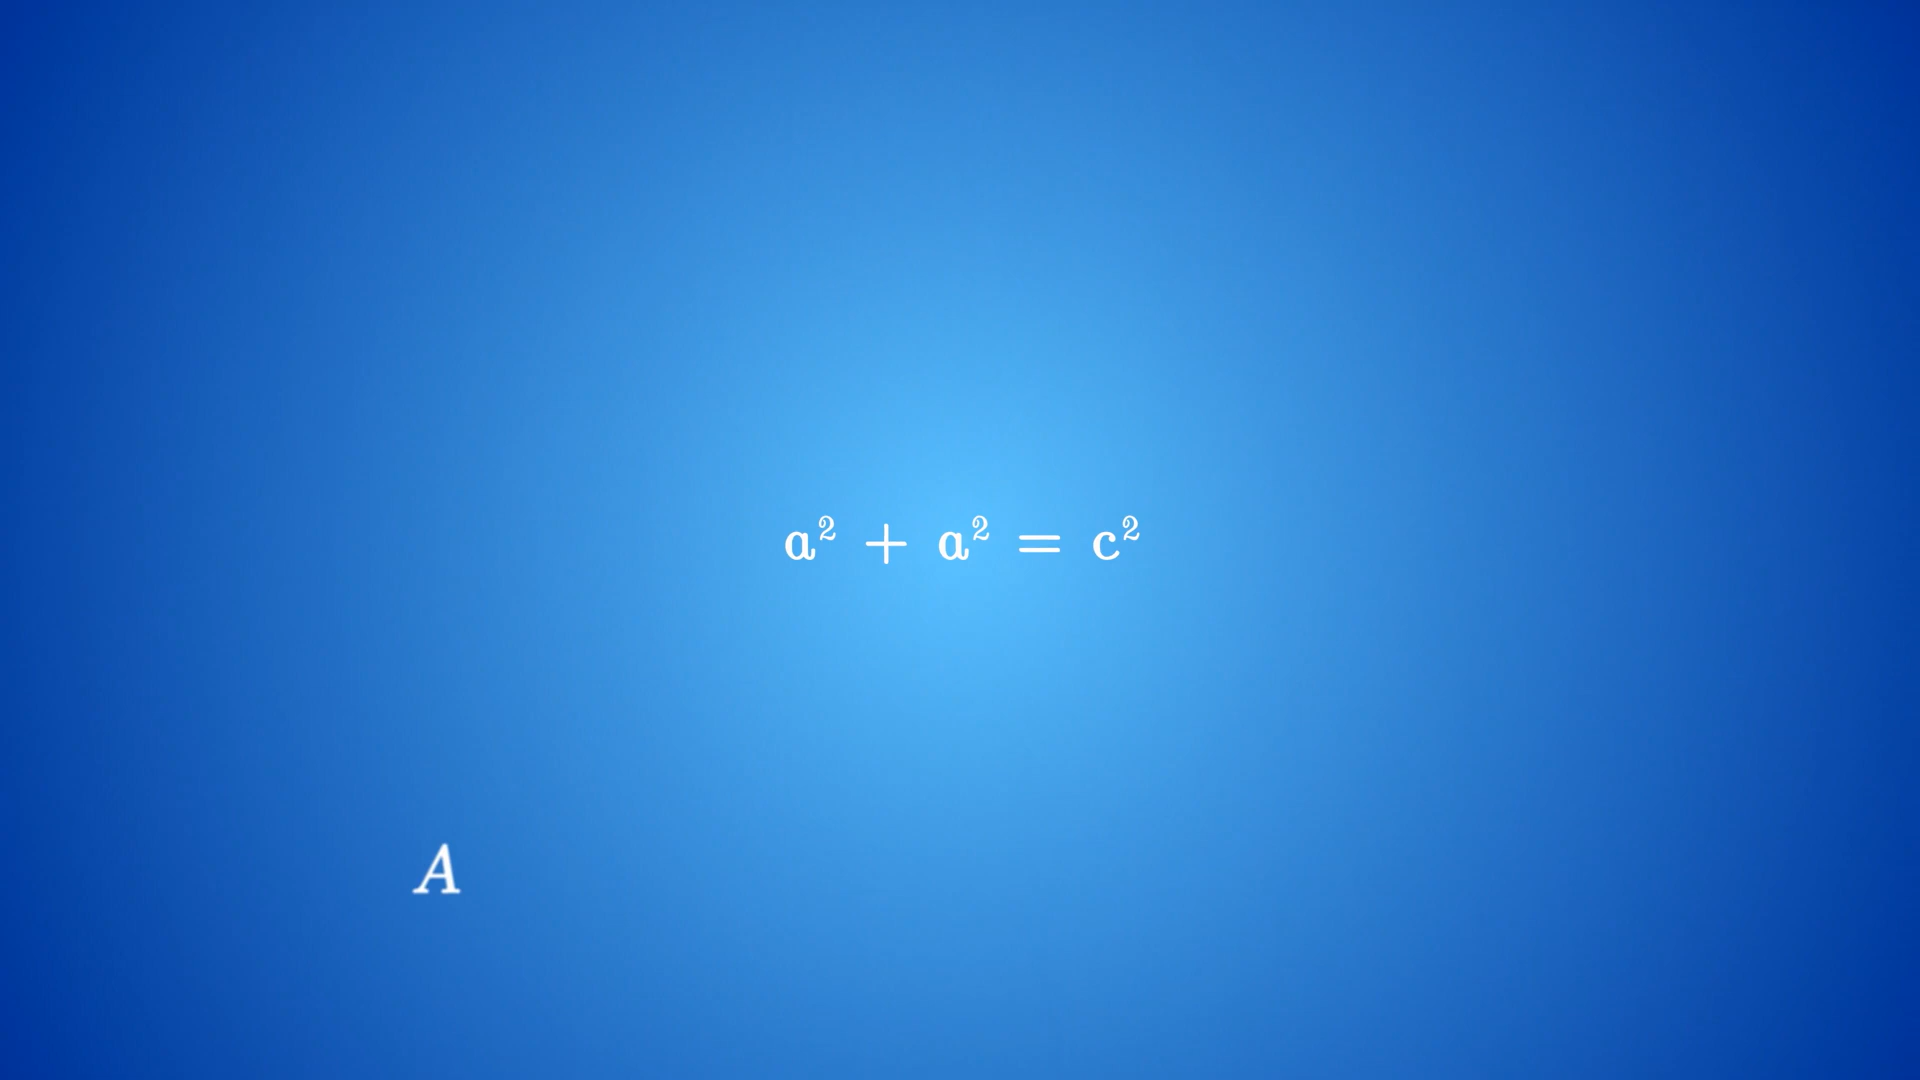 a² + a² = c²
A